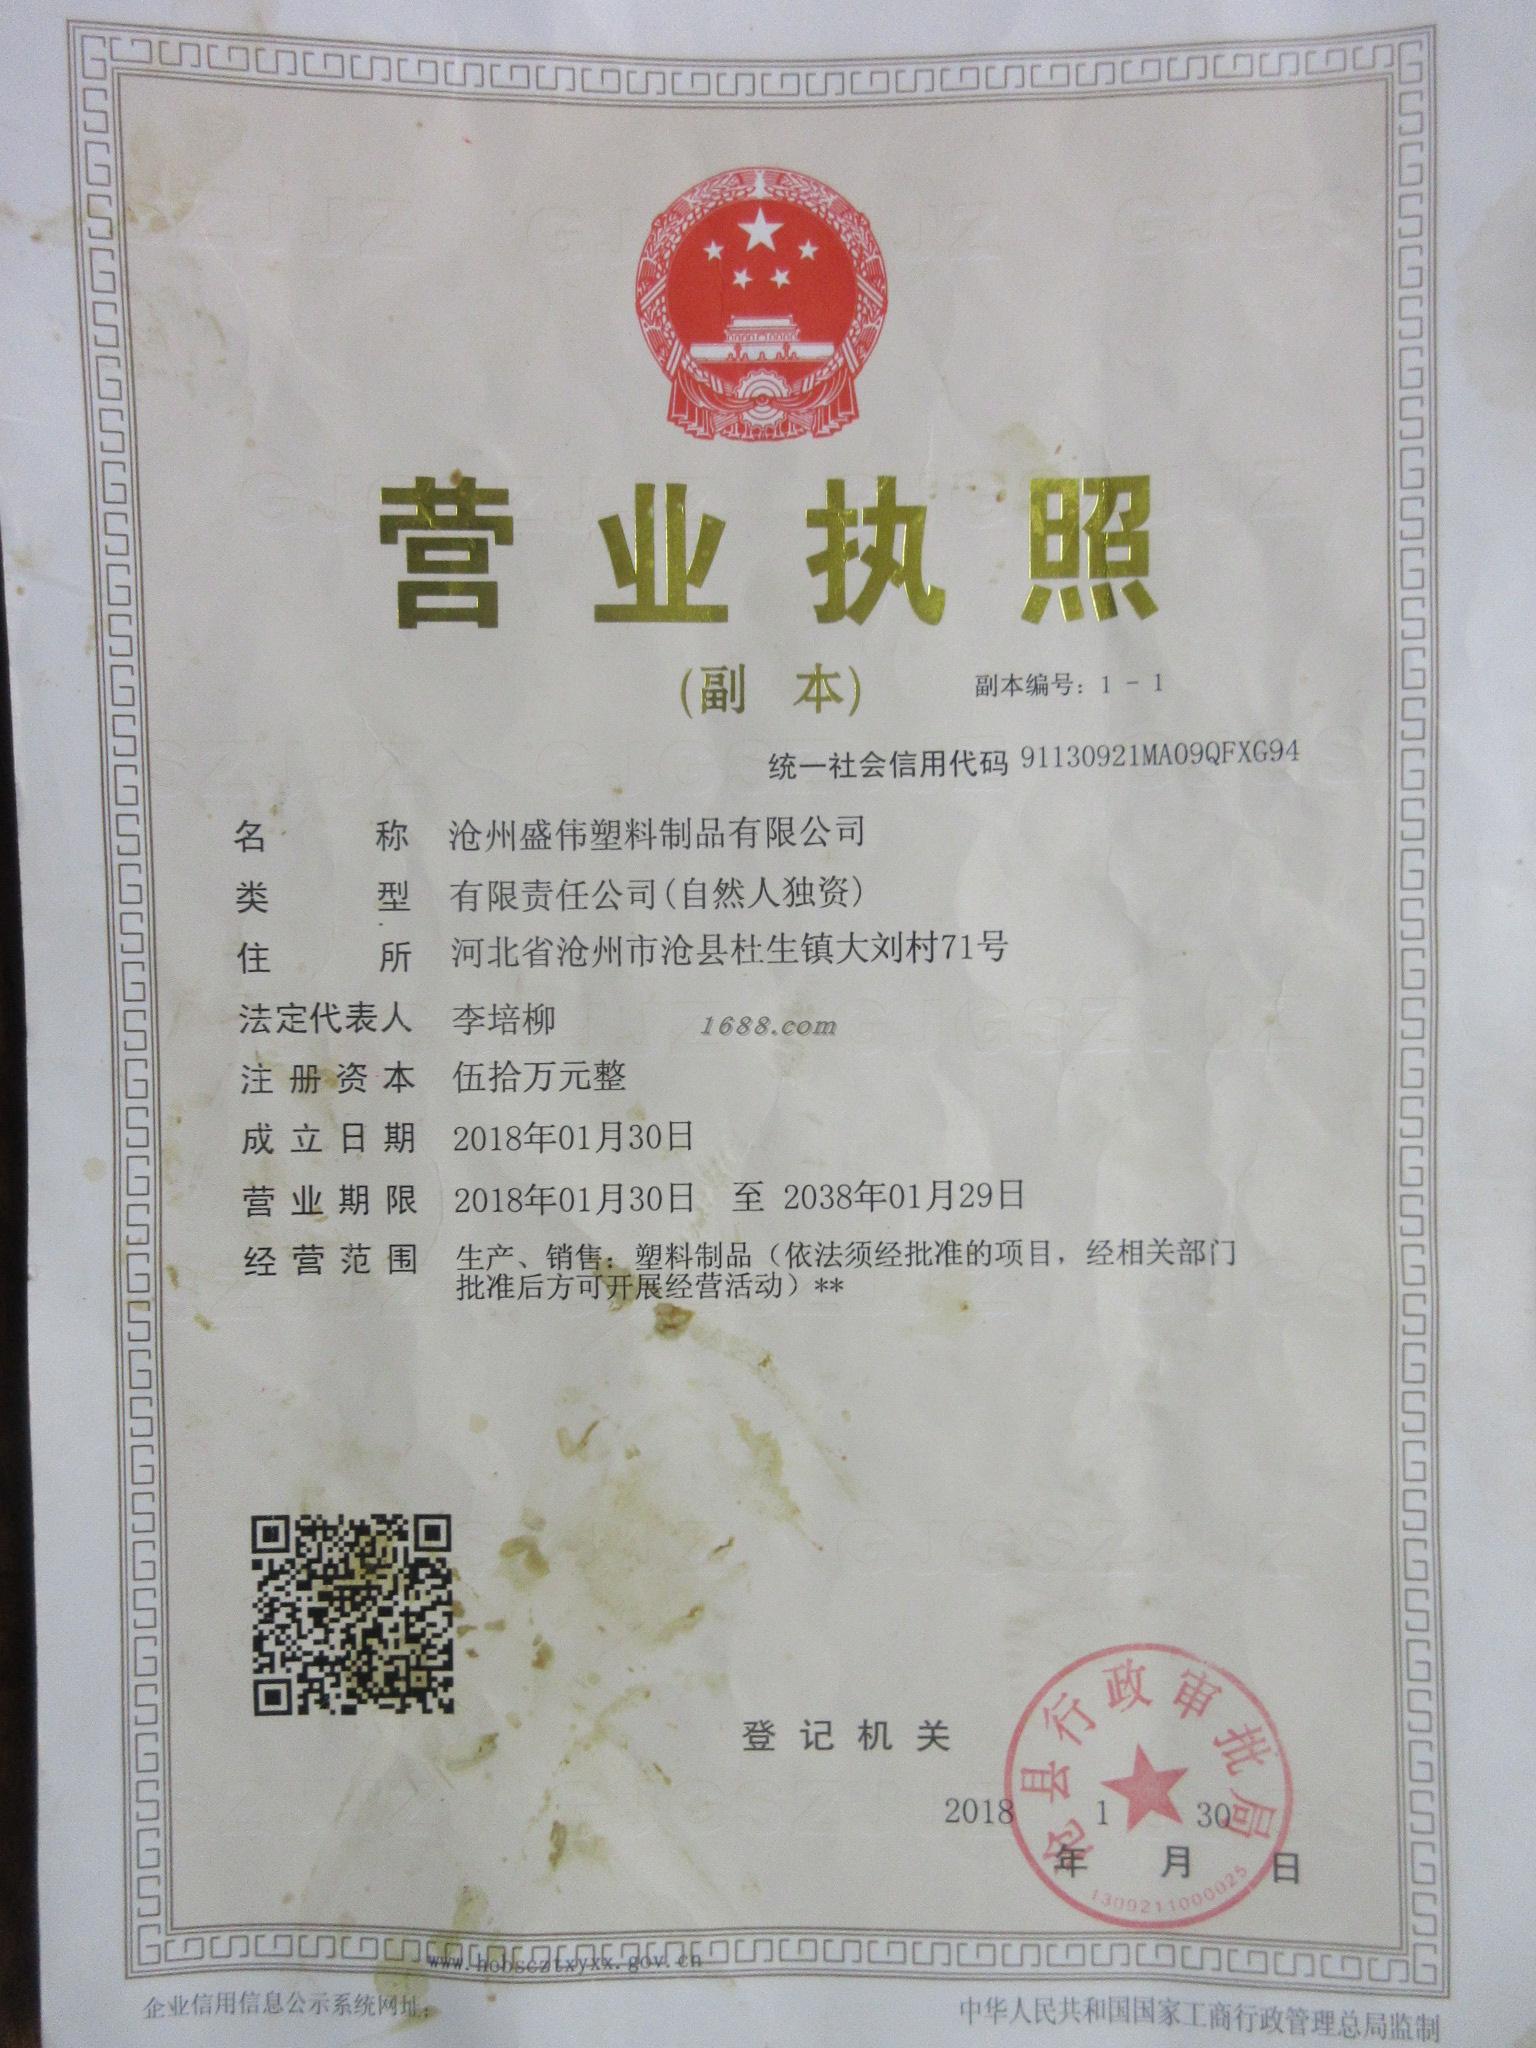 营业执照
(副 本)
副本编号：1 - 1
统一社会信用代码 91130921MA09QFXG94
名 称 沧州盛伟塑料制品有限公司
类 型 有限责任公司(自然人独资)
住 所 河北省沧州市沧县杜生镇大刘村71号
法定代表人 李培柳
1688.com
注册资本 伍拾万元整
成立日期 2018年01月30日
营业期限 2018年01月30日 至 2038年01月29日
经营范围 生产、销售：塑料制品（依法须经批准的项目，经相关部门
批准后方可开展经营活动）**
登记机关
沧县行政审批局
2018 1 30
年 月 日
1309211000025
www.hebscztxyxx.gov.cn
企业信用信息公示系统网址：
中华人民共和国国家工商行政管理总局监制